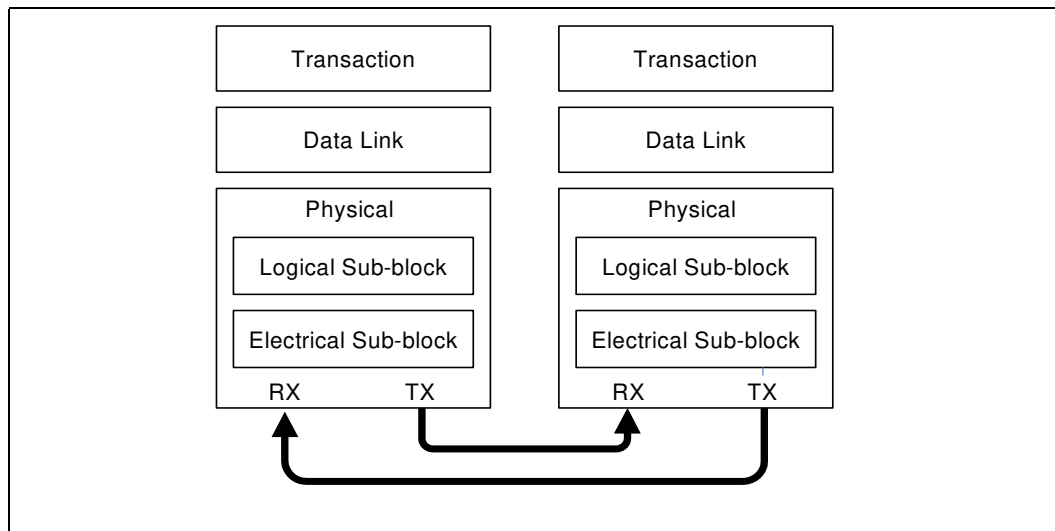 Transaction
Data Link
Physical
Logical Sub-block
Electrical Sub-block
RX TX
Transaction
Data Link
Physical
Logical Sub-block
Electrical Sub-block
RX TX